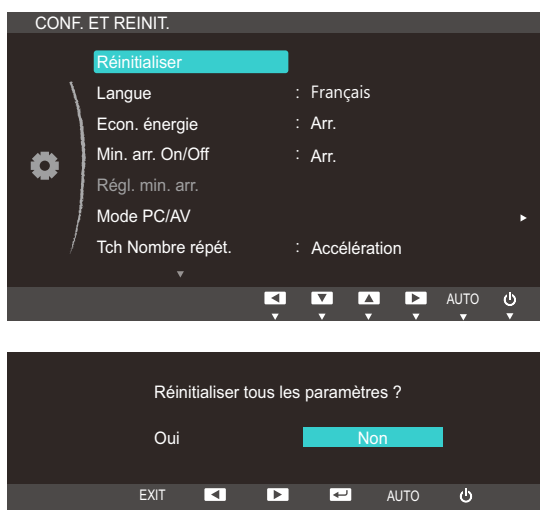 CONF. ET REINIT.
Réinitialiser
Langue : Français
Econ. énergie : Arr.
Min. arr. On/Off : Arr.
Régl. min. arr.
Mode PC/AV
Tch Nombre répét. : Accélération
AUTO
Réinitialiser tous les paramètres ?
Oui Non
EXIT AUTO